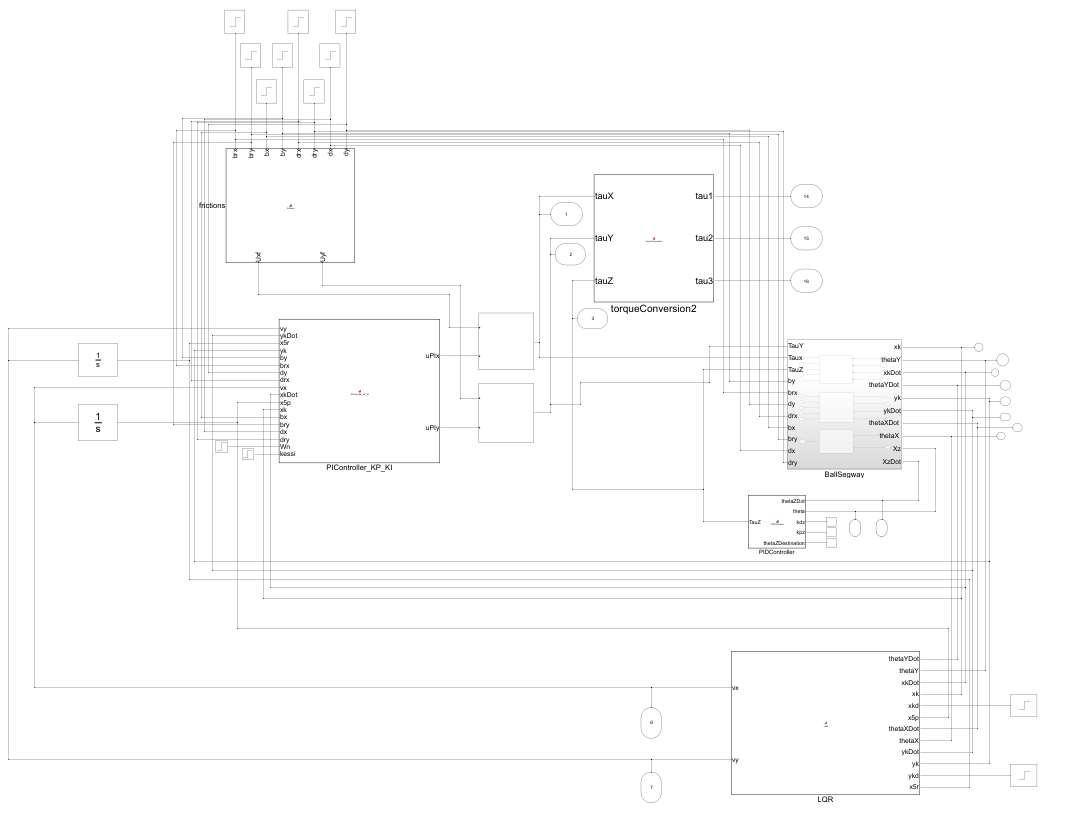 brx
bry
bx
by
drx
dry
dx
dy
frictions
Uxf
Uyf
tauX
tauY
tauZ
tau1
tau2
tau3
torqueConversion2
1
2
3
14
15
16
1
s
1
s
vy
ykDot
x5r
yk
by
brx
dy
drx
vx
xkDot
x5p
xk
bx
bry
dx
dry
Wn
kessi
uPIx
uPIy
PIController_KP_KI
TauY
Taux
TauZ
by
brx
dy
drx
bx
bry
dx
dry
xk
thetaY
xkDot
thetaYDot
yk
ykDot
thetaXDot
thetaX
Xz
XzDot
BallSegway
TauZ
thetaZDot
theta
kdz
kpz
thetaZDestination
PIDController
vx
vy
6
7
thetaYDot
thetaY
xkDot
xk
xkd
x5p
thetaXDot
thetaX
ykDot
yk
ykd
x5r
LQR